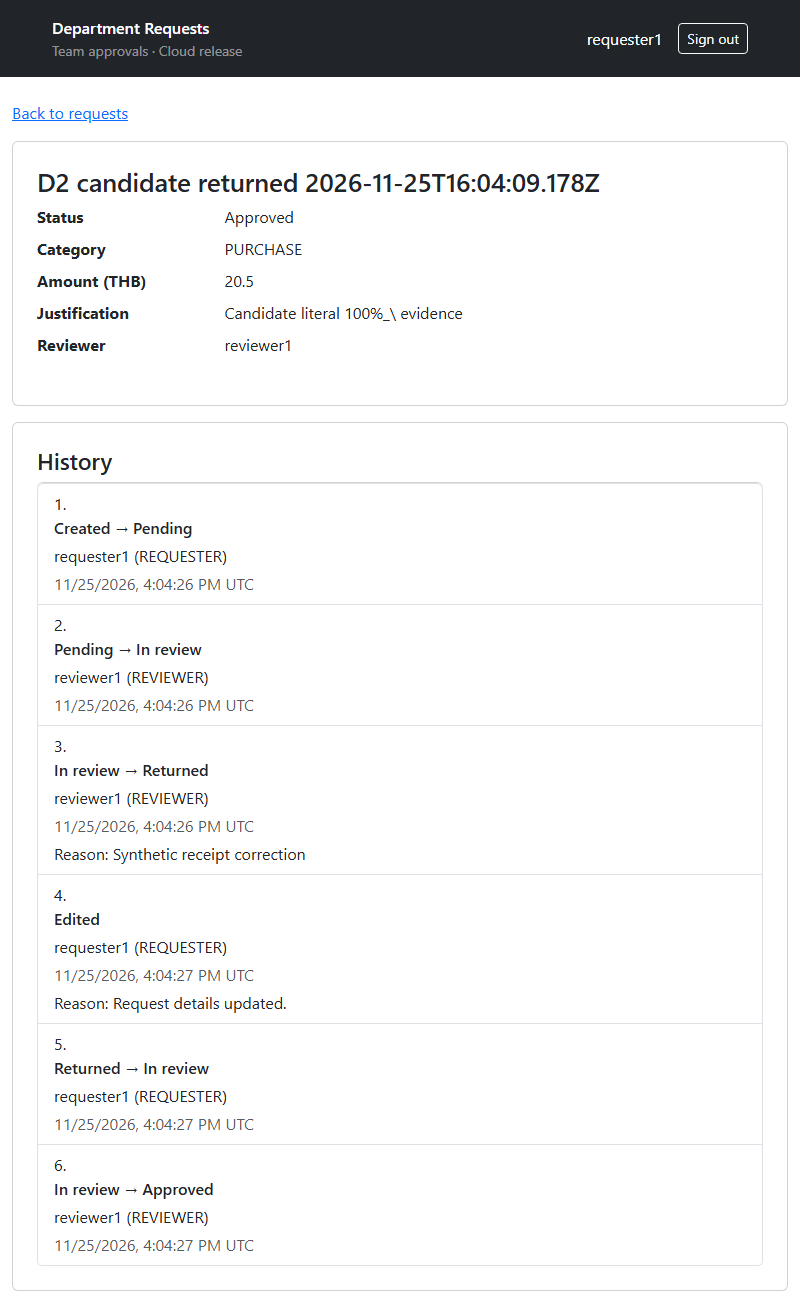 Department Requests
Team approvals · Cloud release
requester1
Sign out
Back to requests
D2 candidate returned 2026-11-25T16:04:09.178Z
Status Approved
Category PURCHASE
Amount (THB) 20.5
Justification Candidate literal 100%_\ evidence
Reviewer reviewer1
History
1.
Created → Pending
requester1 (REQUESTER)
11/25/2026, 4:04:26 PM UTC
2.
Pending → In review
reviewer1 (REVIEWER)
11/25/2026, 4:04:26 PM UTC
3.
In review → Returned
reviewer1 (REVIEWER)
11/25/2026, 4:04:26 PM UTC
Reason: Synthetic receipt correction
4.
Edited
requester1 (REQUESTER)
11/25/2026, 4:04:27 PM UTC
Reason: Request details updated.
5.
Returned → In review
requester1 (REQUESTER)
11/25/2026, 4:04:27 PM UTC
6.
In review → Approved
reviewer1 (REVIEWER)
11/25/2026, 4:04:27 PM UTC